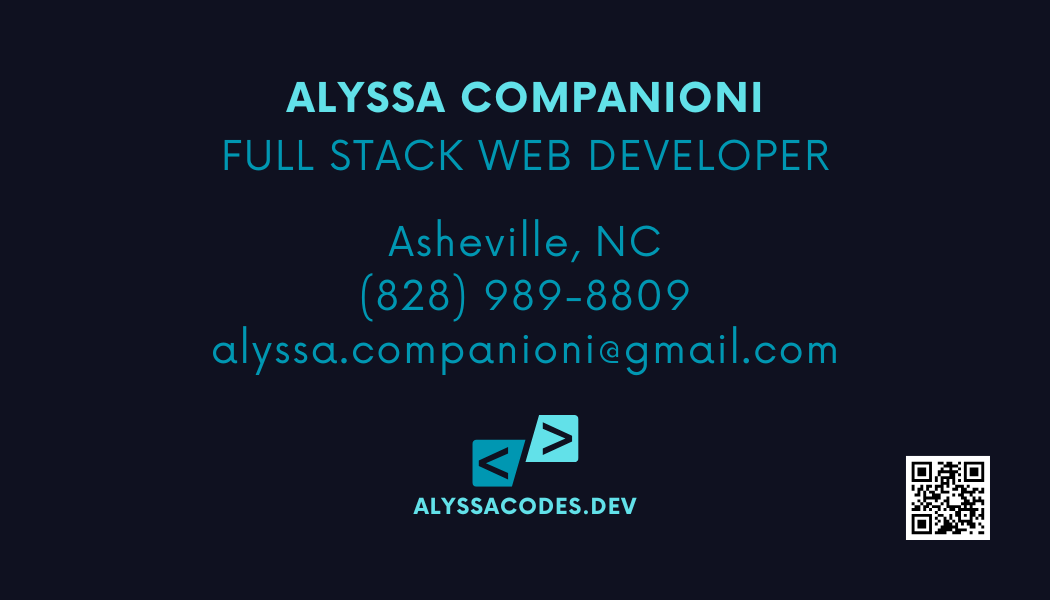 ALYSSA COMPANIONI
FULL STACK WEB DEVELOPER
Asheville, NC
(828) 989-8809
alyssa.companioni@gmail.com
< >
ALYSSACODES.DEV